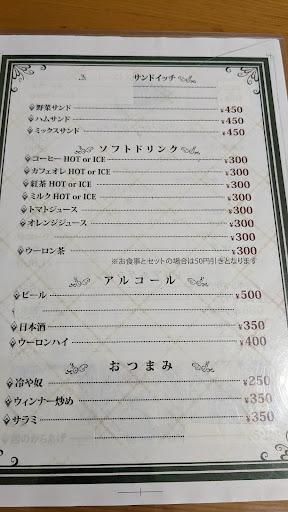 サンドイッチ
野菜サンド ¥450
ハムサンド ¥450
ミックスサンド ¥450
ソフトドリンク
コーヒー HOT or ICE ¥300
カフェオレ HOT or ICE ¥300
紅茶 HOT or ICE ¥300
ミルク HOT or ICE ¥300
トマトジュース ¥300
オレンジジュース ¥300
¥300
ウーロン茶 ¥300
※お食事とセットの場合は50円引きとなります
アルコール
ビール ¥500
日本酒 ¥350
ウーロンハイ ¥400
おつまみ
冷や奴 ¥250
ウィンナー炒め ¥350
サラミ ¥350